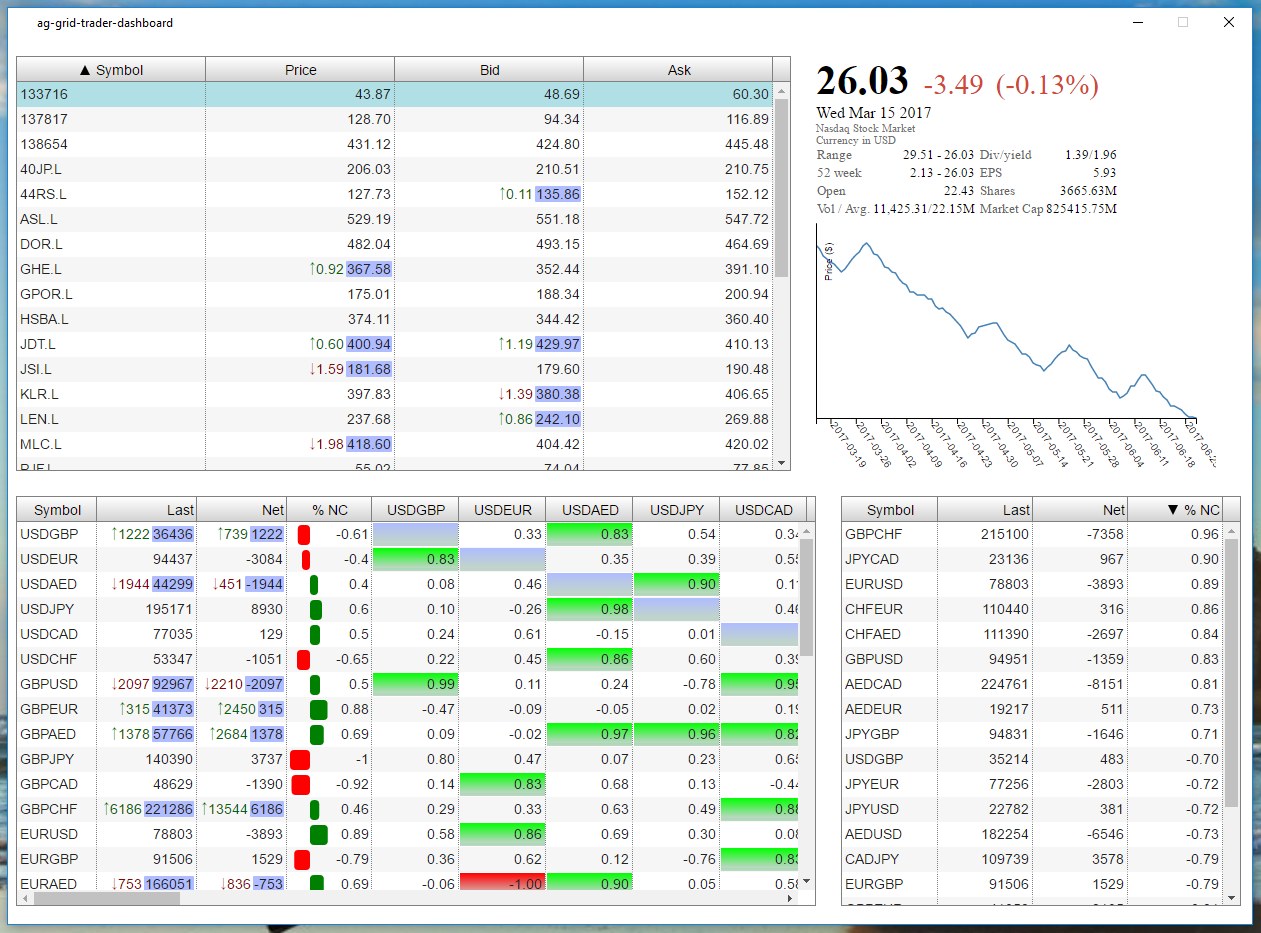 ag-grid-trader-dashboard
▲ Symbol Price Bid Ask
133716 43.87 48.69 60.30
137817 128.70 94.34 116.89
138654 431.12 424.80 445.48
40JP.L 206.03 210.51 210.75
44RS.L 127.73 ↑0.11 135.86 152.12
ASL.L 529.19 551.18 547.72
DOR.L 482.04 493.15 464.69
GHE.L ↑0.92 367.58 352.44 391.10
GPOR.L 175.01 188.34 200.94
HSBA.L 374.11 344.42 360.40
JDT.L ↑0.60 400.94 ↑1.19 429.97 410.13
JSI.L ↓1.59 181.68 179.60 190.48
KLR.L 397.83 ↓1.39 380.38 406.65
LEN.L 237.68 ↑0.86 242.10 269.88
MLC.L ↓1.98 418.60 404.42 420.02
55.02 74.04 77.85
26.03 -3.49 (-0.13%)
Wed Mar 15 2017
Nasdaq Stock Market
Currency in USD
Range 29.51 - 26.03 Div/yield 1.39/1.96
52 week 2.13 - 26.03 EPS 5.93
Open 22.43 Shares 3665.63M
Vol / Avg. 11,425.31/22.15M Market Cap 825415.75M
Price ($)
2017-03-19 2017-03-26 2017-04-02 2017-04-09 2017-04-16 2017-04-23 2017-04-30 2017-05-07 2017-05-14 2017-05-21 2017-05-28 2017-06-04 2017-06-11 2017-06-18 2017-06-2
Symbol Last Net % NC USDGBP USDEUR USDAED USDJPY USDCAD
USDGBP ↑1222 36436 ↑739 1222 -0.61 0.33 0.83 0.54 0.34
USDEUR 94437 -3084 -0.4 0.83 0.35 0.39 0.55
USDAED ↓1944 44299 ↓451 -1944 0.4 0.08 0.46 0.90 0.11
USDJPY 195171 8930 0.6 0.10 -0.26 0.98 0.46
USDCAD 77035 129 0.5 0.24 0.61 -0.15 0.01
USDCHF 53347 -1051 -0.65 0.22 0.45 0.86 0.60 0.39
GBPUSD ↓2097 92967 ↓2210 -2097 0.5 0.99 0.11 0.24 -0.78 0.95
GBPEUR ↑315 41373 ↑2450 315 0.88 -0.47 -0.09 -0.05 0.02 0.19
GBPAED ↑1378 57766 ↑2684 1378 0.69 0.09 -0.02 0.97 0.96 0.82
GBPJPY 140390 3737 -1 0.80 0.47 0.07 0.23 0.65
GBPCAD 48629 -1390 -0.92 0.14 0.83 0.68 0.13 -0.44
GBPCHF ↑6186 221286 ↑13544 6186 0.46 0.29 0.33 0.63 0.49 0.88
EURUSD 78803 -3893 0.89 0.58 0.86 0.69 0.30 0.08
EURGBP 91506 1529 -0.79 0.36 0.62 0.12 -0.76 0.83
EURAED ↓753 166051 ↓836 -753 0.69 -0.06 -1.00 0.90 0.05 0.58
Symbol Last Net ▼ % NC
GBPCHF 215100 -7358 0.96
JPYCAD 23136 967 0.90
EURUSD 78803 -3893 0.89
CHFEUR 110440 316 0.86
CHFAED 111390 -2697 0.84
GBPUSD 94951 -1359 0.83
AEDCAD 224761 -8151 0.81
AEDEUR 19217 511 0.73
JPYGBP 94831 -1646 0.71
USDGBP 35214 483 -0.70
JPYEUR 77256 -2803 -0.72
JPYUSD 22782 381 -0.72
AEDUSD 182254 -6546 -0.73
CADJPY 109739 3578 -0.79
EURGBP 91506 1529 -0.79